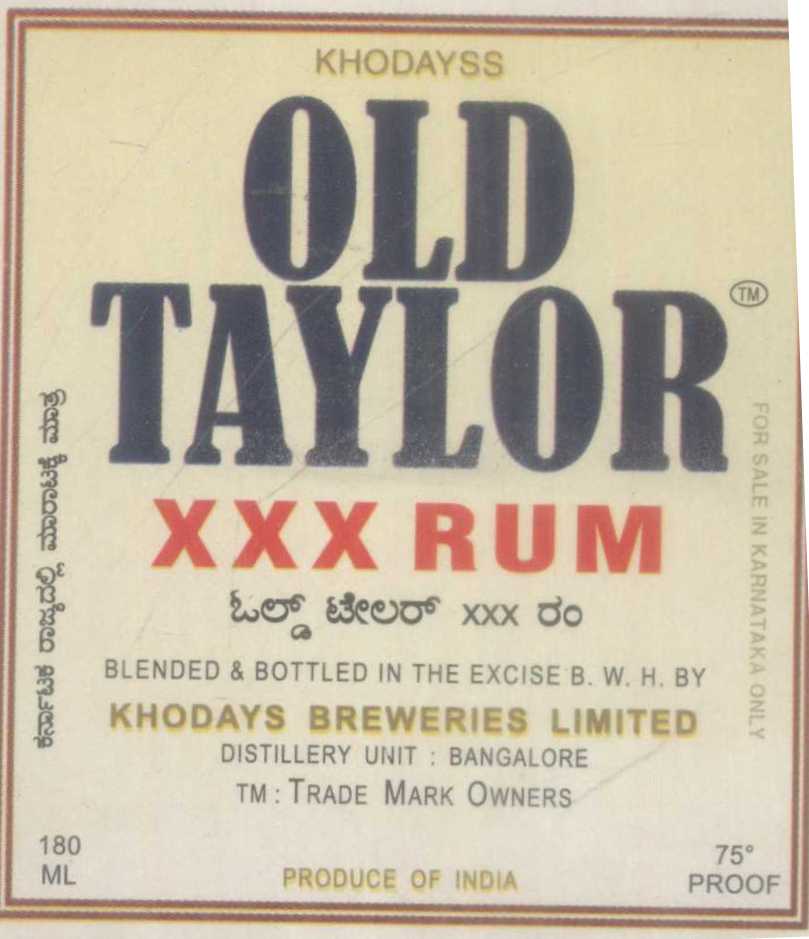 KHODAYSS
OLD
TAYLOR
TM
XXX RUM
ಓಲ್ಡ್ ಟೇಲರ್ XXX ರಂ
BLENDED & BOTTLED IN THE EXCISE B. W. H. BY
KHODAYS BREWERIES LIMITED
DISTILLERY UNIT : BANGALORE
TM : TRADE MARK OWNERS
180
ML
PRODUCE OF INDIA
75°
PROOF
ಕರ್ನಾಟಕ ರಾಜ್ಯದಲ್ಲಿ ಮಾರಾಟಕ್ಕೆ ಮಾತ್ರ
FOR SALE IN KARNATAKA ONLY